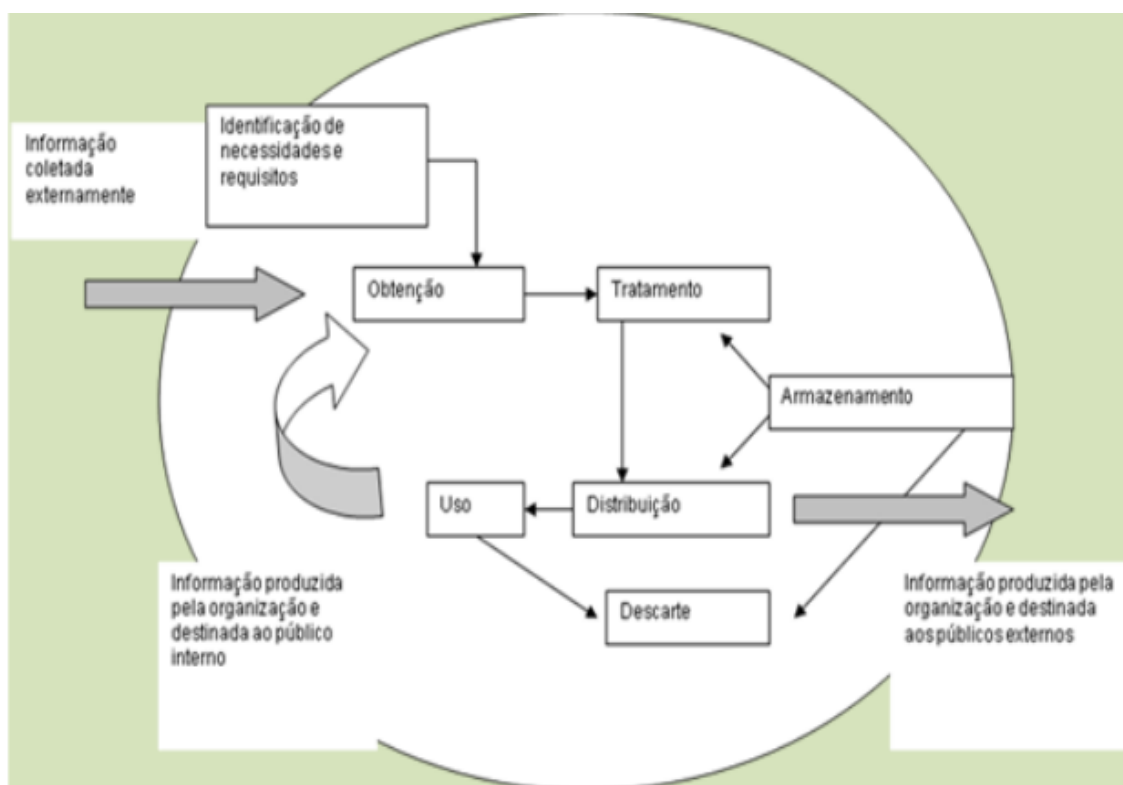 Informação
coletada
externamente
Identificação de
necessidades e
requisitos
Obtenção
Tratamento
Armazenamento
Uso
Distribuição
Informação produzida
pela organização e
destinada ao público
interno
Descarte
Informação produzida pela
organização e destinada
aos públicos externos